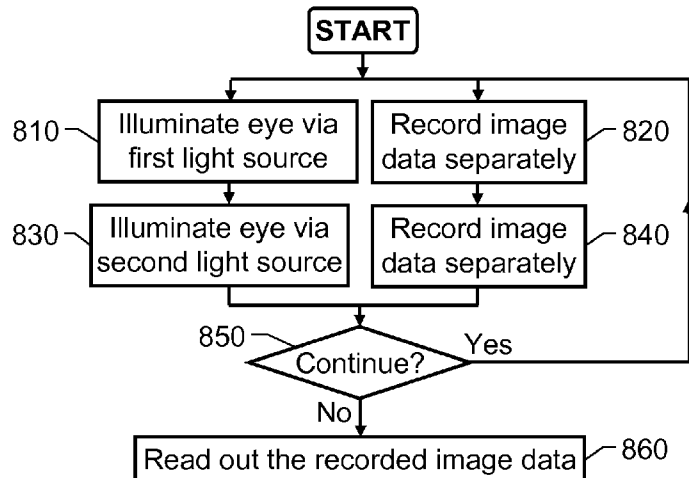 START
810
Illuminate eye via
first light source
Record image
data separately
820
830
Illuminate eye via
second light source
Record image
data separately
840
850
Continue?
Yes
No
Read out the recorded image data
860